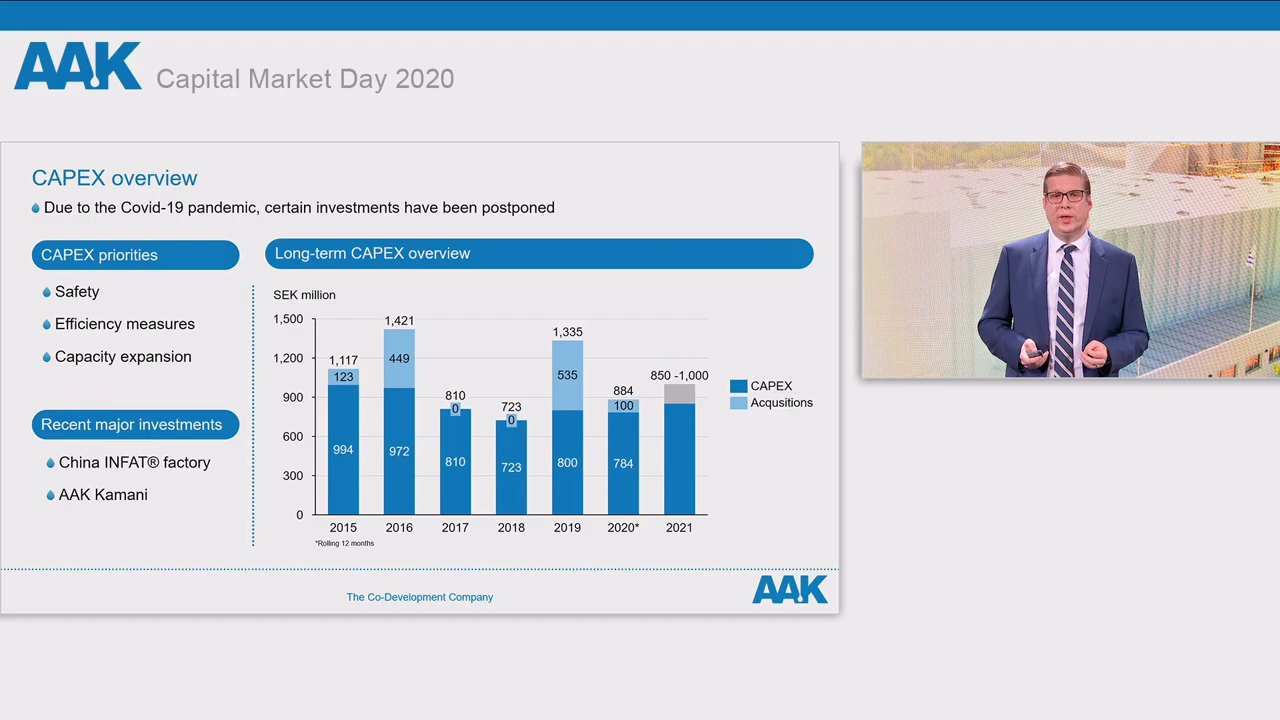 AAK Capital Market Day 2020
CAPEX overview
Due to the Covid-19 pandemic, certain investments have been postponed
CAPEX priorities
Safety
Efficiency measures
Capacity expansion
Recent major investments
China INFAT® factory
AAK Kamani
Long-term CAPEX overview
SEK million
1,500
1,200
900
600
300
0
1,117
123
994
1,421
449
972
810
0
810
723
0
723
1,335
535
800
884
100
784
850 -1,000
CAPEX
Acqusitions
2015 2016 2017 2018 2019 2020* 2021
*Rolling 12 months
The Co-Development Company
AAK